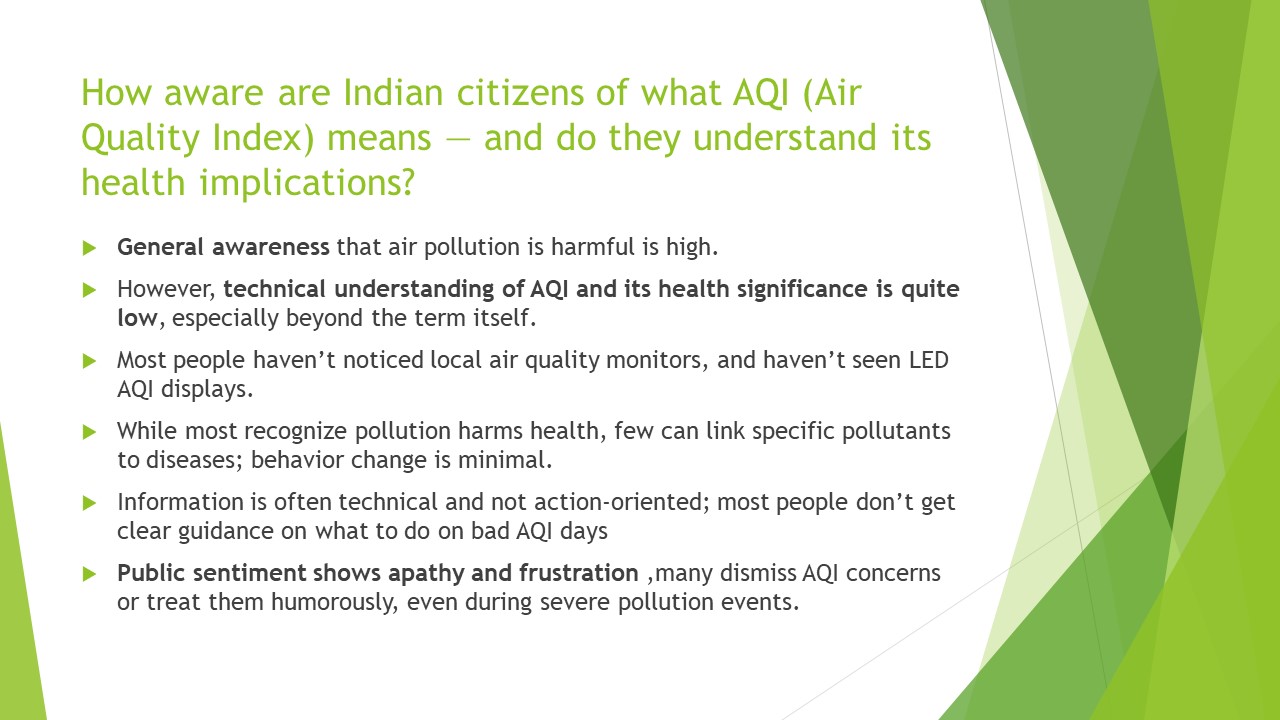 How aware are Indian citizens of what AQI (Air
Quality Index) means — and do they understand its
health implications?
General awareness that air pollution is harmful is high.
However, technical understanding of AQI and its health significance is quite
low, especially beyond the term itself.
Most people haven’t noticed local air quality monitors, and haven’t seen LED
AQI displays.
While most recognize pollution harms health, few can link specific pollutants
to diseases; behavior change is minimal.
Information is often technical and not action-oriented; most people don’t get
clear guidance on what to do on bad AQI days
Public sentiment shows apathy and frustration ,many dismiss AQI concerns
or treat them humorously, even during severe pollution events.